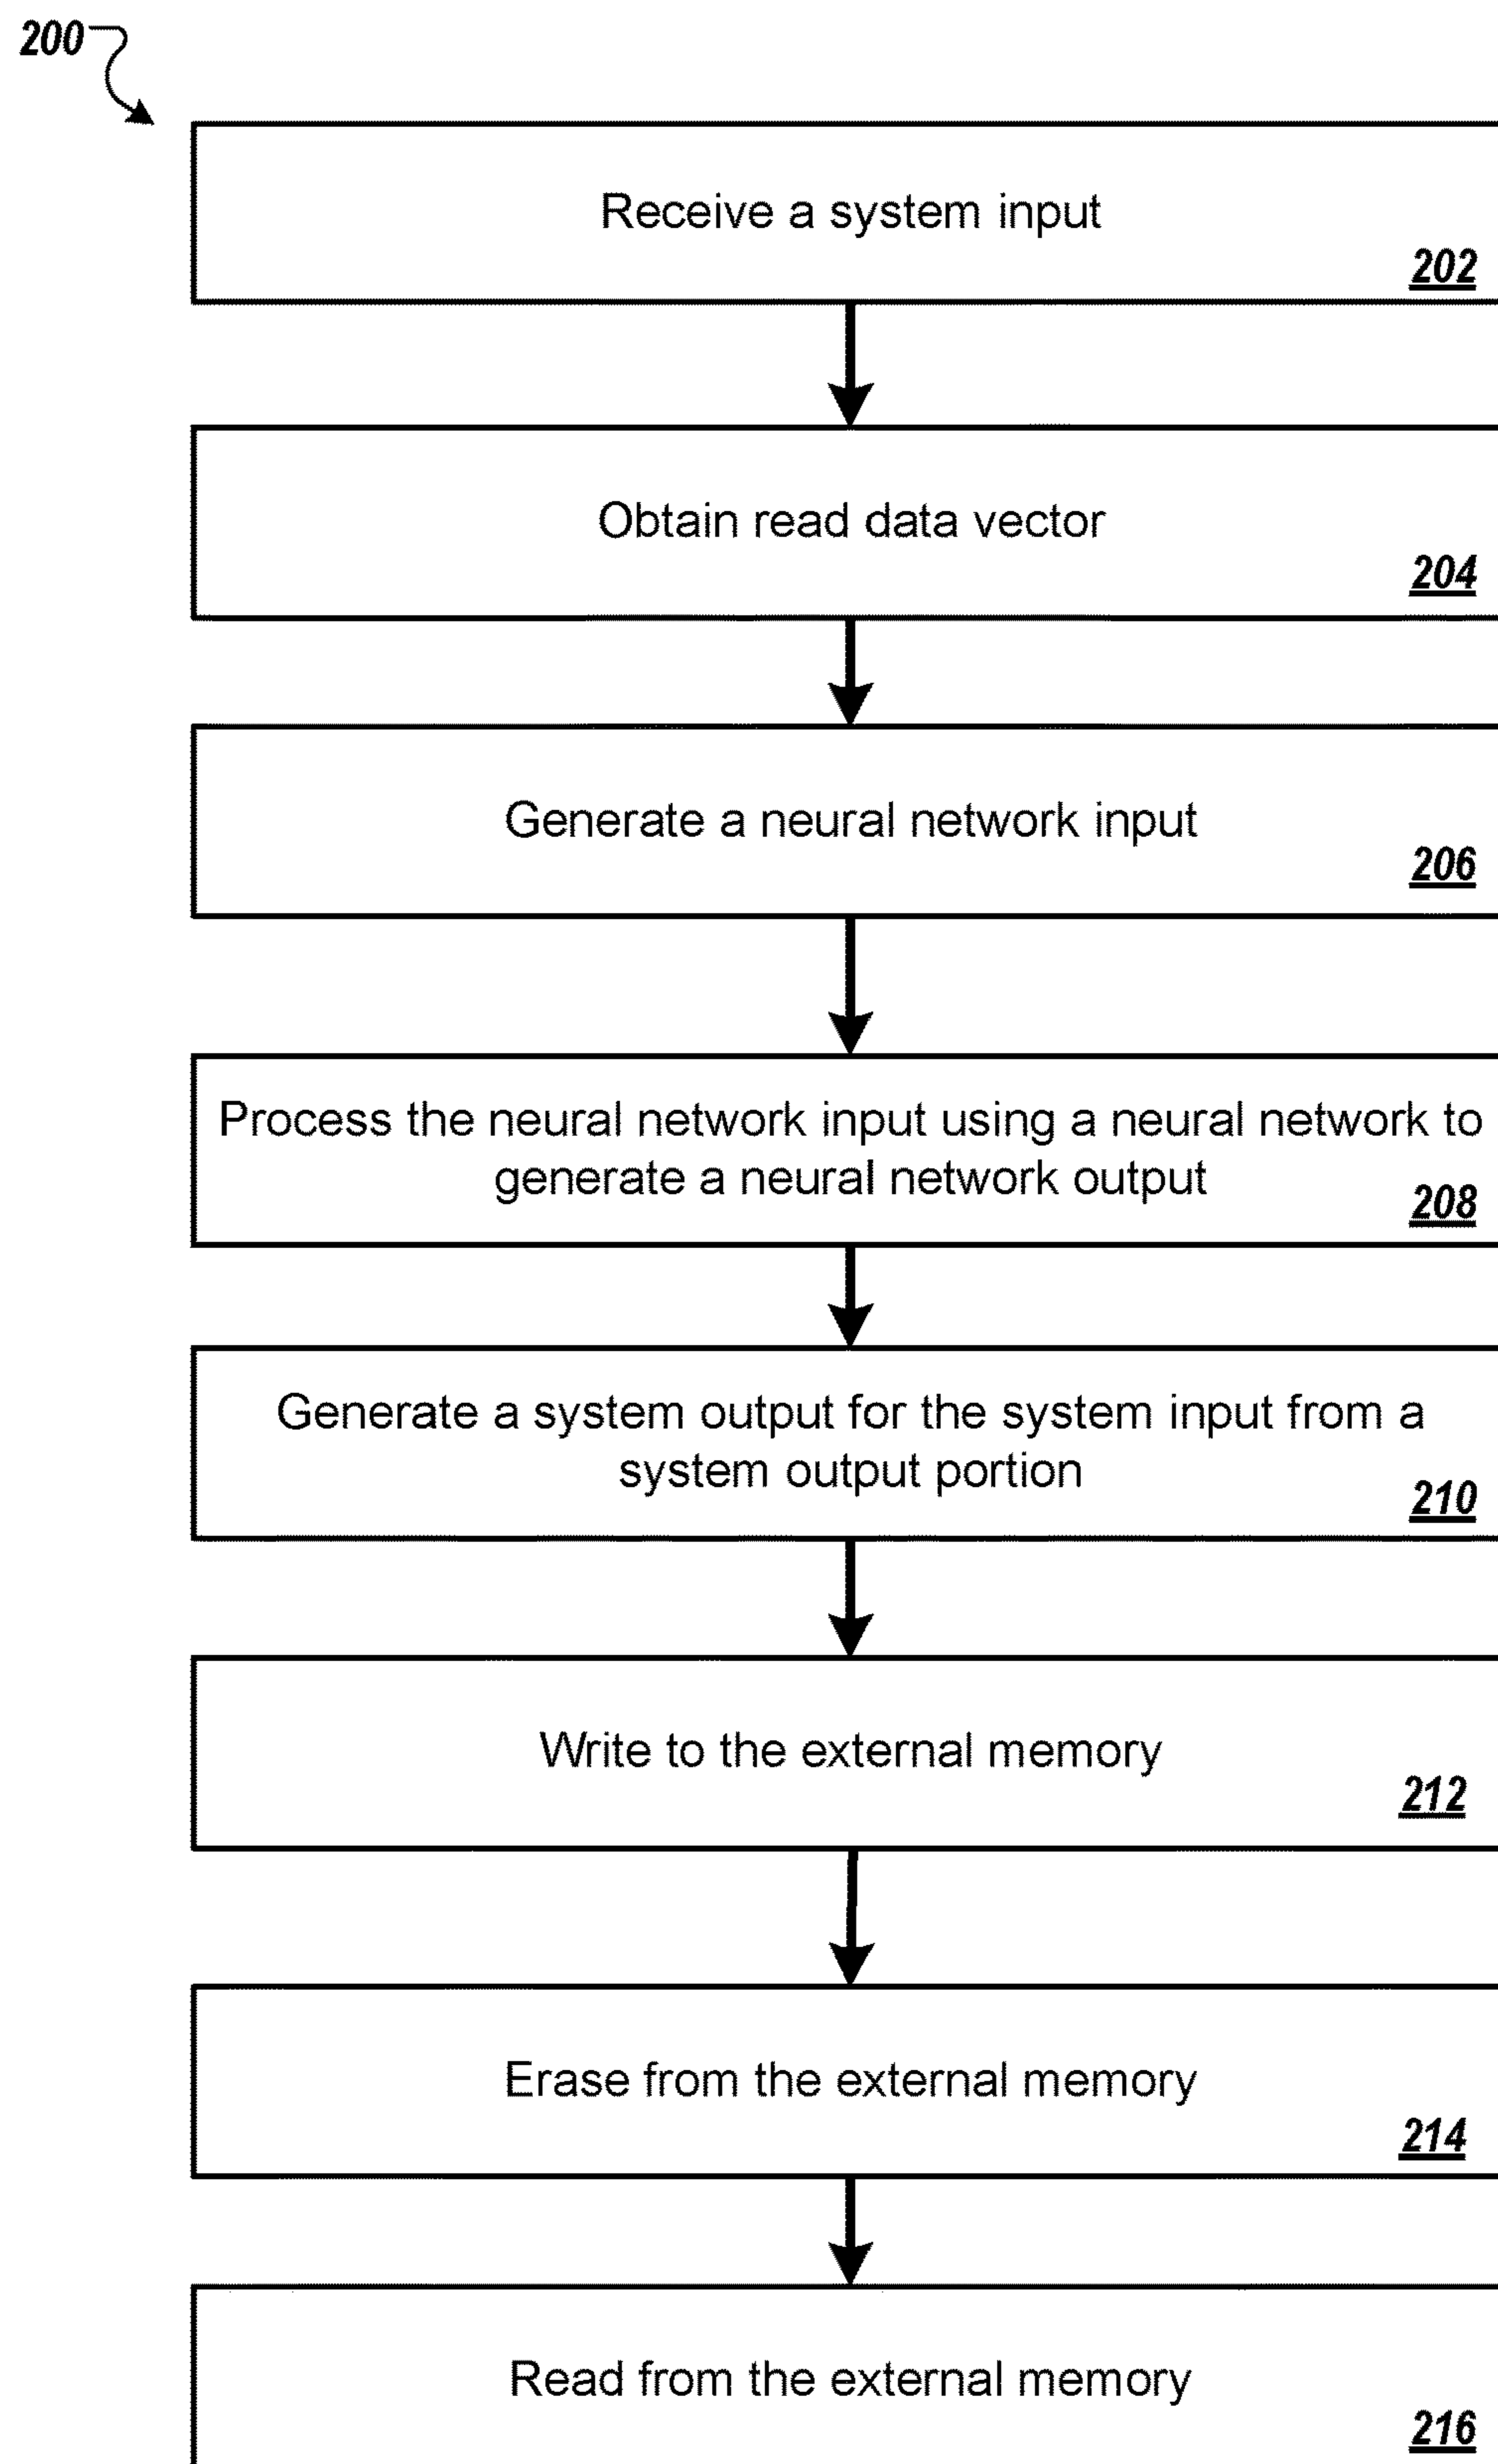 200
Receive a system input
202
Obtain read data vector
204
Generate a neural network input
206
Process the neural network input using a neural network to
generate a neural network output
208
Generate a system output for the system input from a
system output portion
210
Write to the external memory
212
Erase from the external memory
214
Read from the external memory
216